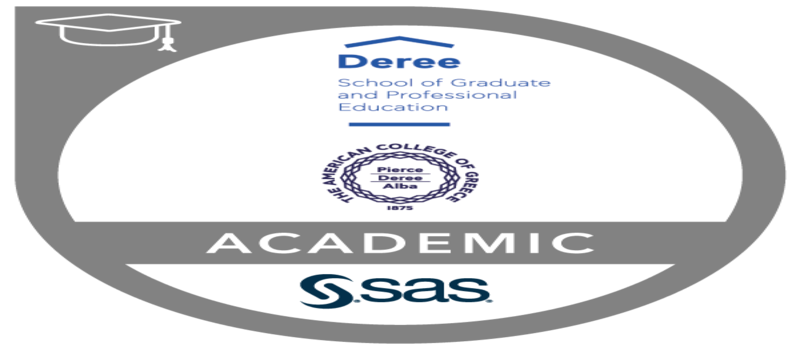 Deree
School of Graduate
and Professional
Education
THE AMERICAN COLLEGE OF GREECE
Pierce
Deree
Alba
1875
ACADEMIC
sas